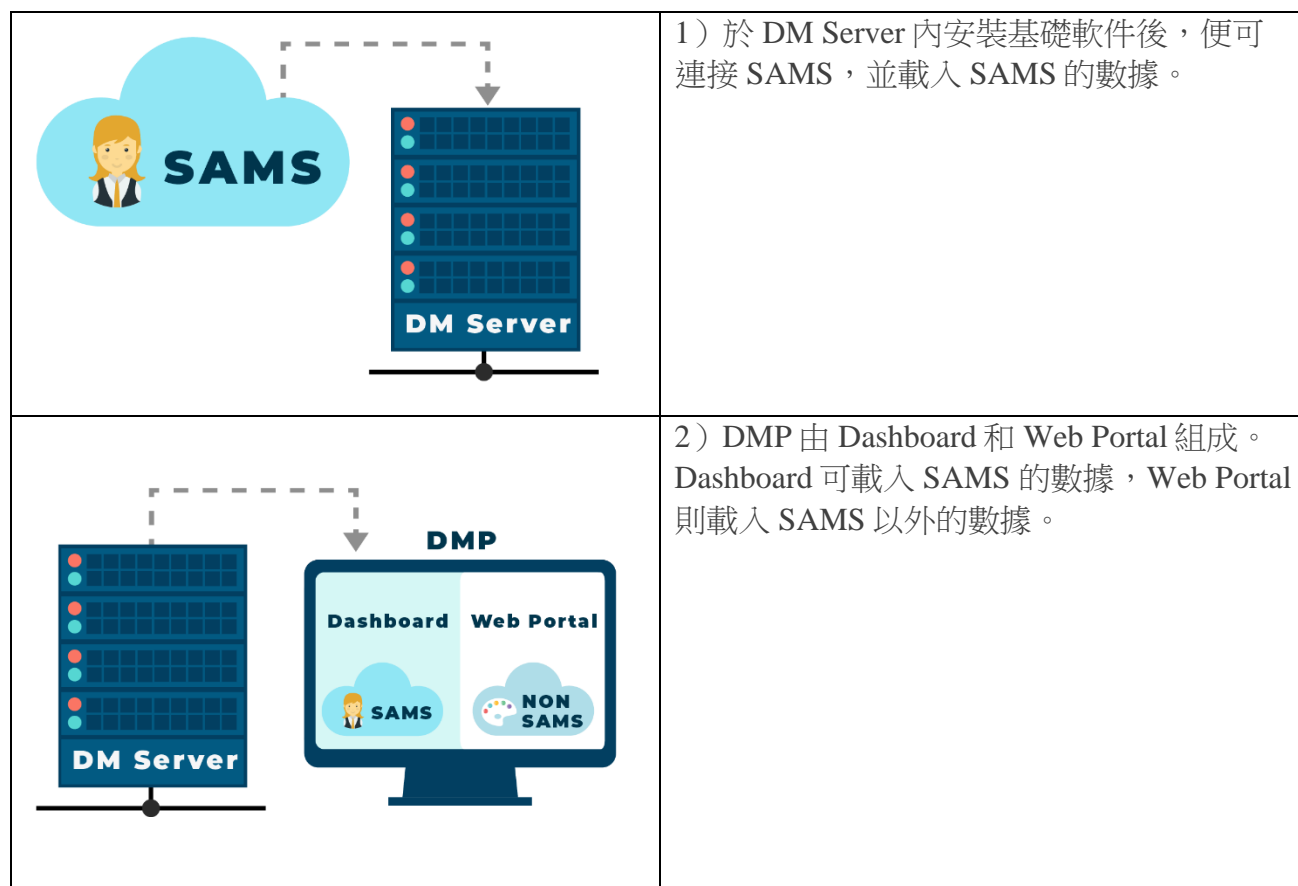 SAMS
DM Server
1）於 DM Server 內安裝基礎軟件後，便可
連接 SAMS，並載入 SAMS 的數據。
DM Server
DMP
Dashboard
Web Portal
SAMS
NON
SAMS
2）DMP 由 Dashboard 和 Web Portal 組成。
Dashboard 可載入 SAMS 的數據，Web Portal
則載入 SAMS 以外的數據。